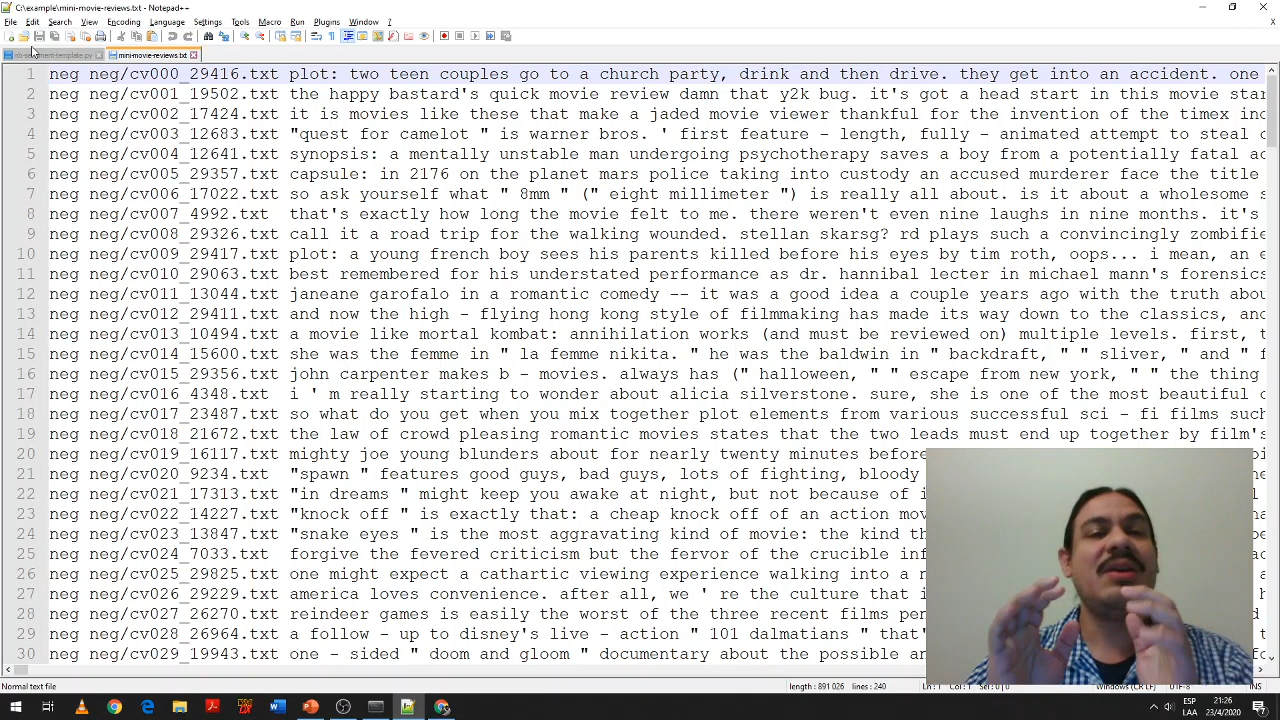 C:\example\mini-movie-reviews.txt - Notepad++
File Edit Search View Encoding Language Settings Tools Macro Run Plugins Window ?
mini-movie-reviews.txt
1 neg neg/cv000_29416.txt plot: two teen couples go to a church party, drink and then drive. they get into an accident. one
2 neg neg/cv001_19502.txt the happy bastard's quick movie review damn that y2k bug. it's got a head start in this movie star
3 neg neg/cv002_17424.txt it is movies like these that make a jaded movie viewer thankful for the invention of the timex ind
4 neg neg/cv003_12683.txt "quest for camelot " is warner bros. ' first feature - length, fully - animated attempt to steal c
5 neg neg/cv004_12641.txt synopsis: a mentally unstable man undergoing psychotherapy saves a boy from a potentially fatal ac
6 neg neg/cv005_29357.txt capsule: in 2176 on the planet mars police taking into custody an accused murderer face the title
7 neg neg/cv006_17022.txt so ask yourself what " 8mm " (" eight millimeter ") is really all about. is it about a wholesome s
8 neg neg/cv007_4992.txt that's exactly how long the movie felt to me. there weren't even nine laughs in nine months. it's
9 neg neg/cv008_29326.txt call it a road trip for the walking wounded. stellan skarsg? rd plays such a convincingly zombifie
10 neg neg/cv009_29417.txt plot: a young french boy sees his parents killed before his eyes by tim roth, oops... i mean, an e
11 neg neg/cv010_29063.txt best remembered for his understated performance as dr. hannibal lecter in michael mann's forensics
12 neg neg/cv011_13044.txt janeane garofalo in a romantic comedy -- it was a good idea a couple years ago with the truth abou
13 neg neg/cv012_29411.txt and now the high - flying hong kong style of filmmaking has made its way down to the classics, and
14 neg neg/cv013_10494.txt a movie like mortal kombat: annihilation works (and must be reviewed on) multiple levels. first, t
15 neg neg/cv014_15600.txt she was the femme in " la femme nikita. " he was the baldwin in " backdraft, " " sliver, " and " f
16 neg neg/cv015_29356.txt john carpenter makes b - movies. always has (" halloween, " " escape from new york, " " the thing
17 neg neg/cv016_4348.txt i ' m really starting to wonder about alicia silverstone. sure, she is one of the most beautiful c
18 neg neg/cv017_23487.txt so what do you get when you mix together plot elements from various successful sci - fi films such
19 neg neg/cv018_21672.txt the law of crowd pleasing romantic movies states that the two leads must end up together by film's
20 neg neg/cv019_16117.txt mighty joe young blunders about for nearly twenty minutes before
21 neg neg/cv020_9234.txt "spawn " features good guys, bad guys, lots of fighting, bloody
22 neg neg/cv021_17313.txt "in dreams " might keep you awake at night, but not because of i
23 neg neg/cv022_14227.txt "knock off " is exactly that: a cheap knock off of an action mov
24 neg neg/cv023_13847.txt "snake eyes " is the most aggravating kind of movie: the kind th
25 neg neg/cv024_7033.txt forgive the fevered criticism but the fervor of the crucible inf
26 neg neg/cv025_29825.txt one might expect a cathartic viewing experience walking into a n
27 neg neg/cv026_29229.txt america loves convenience. after all, we ' re the culture that i
28 neg neg/cv027_26270.txt reindeer games is easily the worst of the three recent films pen
29 neg neg/cv028_26964.txt a follow - up to disney's live - action " 101 dalmatians " that'
30 neg neg/cv029_19943.txt one - sided " doom and gloom " documentary about the possible an
Normal text file length: 891 026 lines: 240 Windows (CR LF) UTF-8 INS
ESP 21:26
LAA 23/4/2020